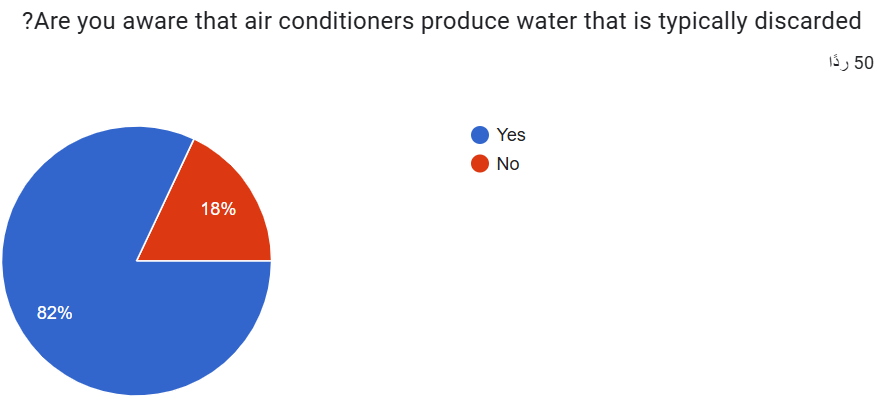 ?Are you aware that air conditioners produce water that is typically discarded
50 ردًا
Yes
No
18%
82%